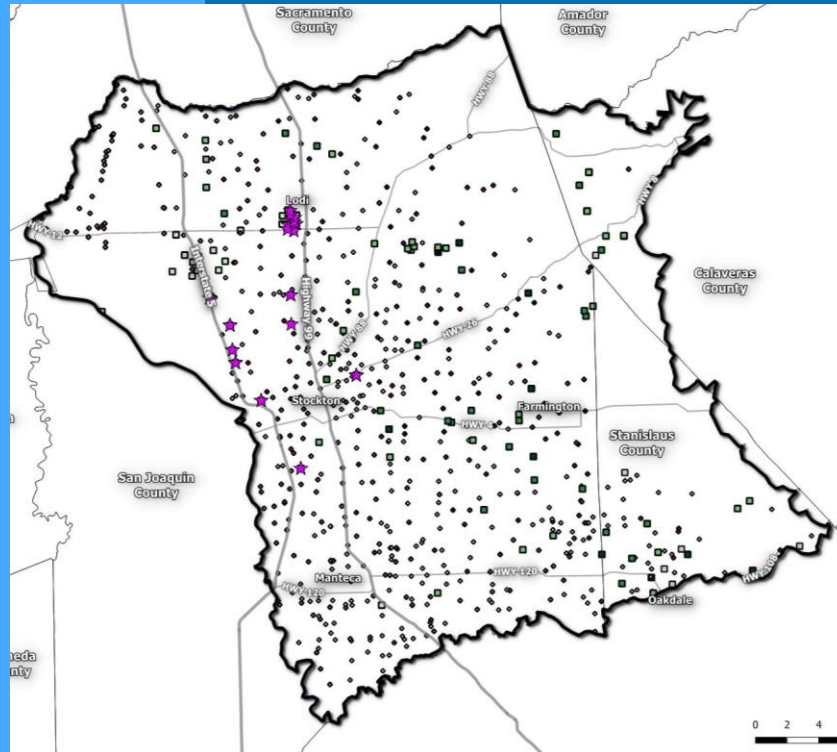 Sacramento
County
Amador
County
HWY-88
Lodi
HWY-12
Interstate 5
Highway 99
Calaveras
County
HWY-88
HWY-26
Stockton
Farmington
HWY-4
Stanislaus
County
San Joaquin
County
Manteca
HWY-120
HWY-120
HWY-108
Oakdale
nty
0 2 4